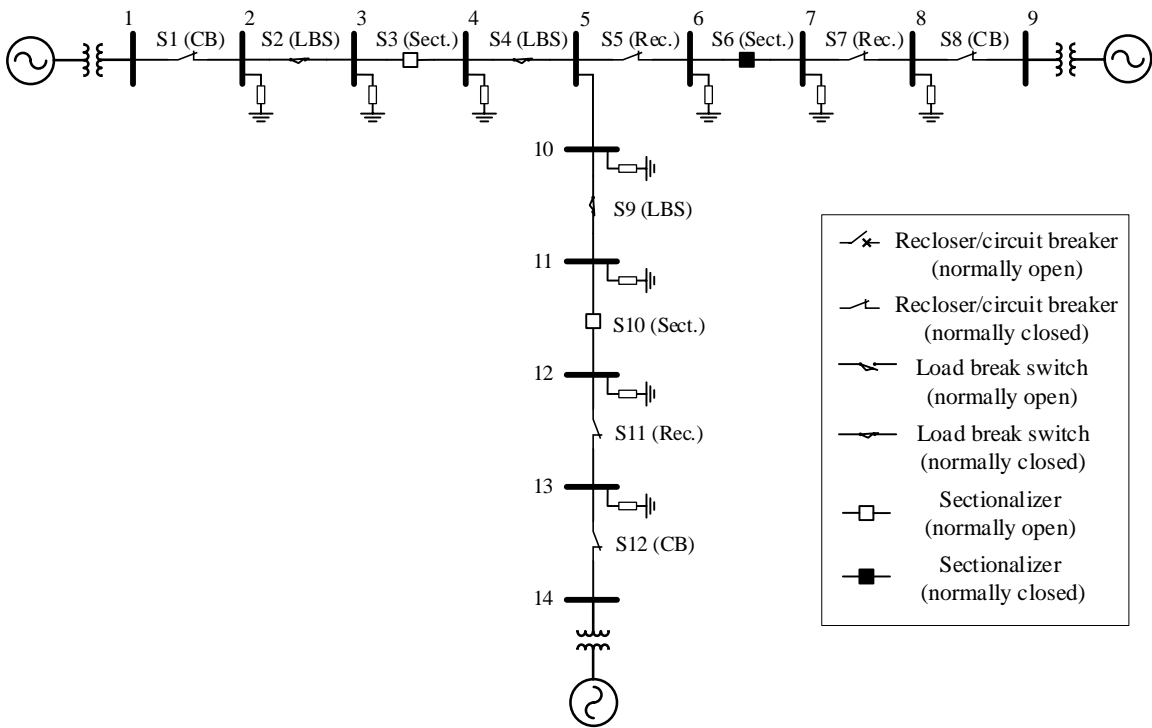 1 2 3 4 5 6 7 8 9
S1 (CB) S2 (LBS) S3 (Sect.) S4 (LBS) S5 (Rec.) S6 (Sect.) S7 (Rec.) S8 (CB)
10
S9 (LBS)
11
S10 (Sect.)
12
S11 (Rec.)
13
S12 (CB)
14
Recloser/circuit breaker
(normally open)
Recloser/circuit breaker
(normally closed)
Load break switch
(normally open)
Load break switch
(normally closed)
Sectionalizer
(normally open)
Sectionalizer
(normally closed)